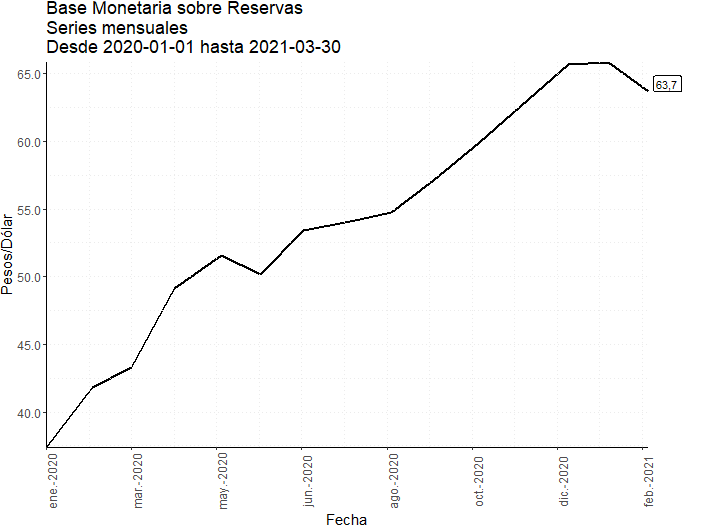 Base Monetaria sobre Reservas
Series mensuales
Desde 2020-01-01 hasta 2021-03-30
Pesos/Dólar
65.0
60.0
55.0
50.0
45.0
40.0
63,7
ene.-2020
mar.-2020
may.-2020
jun.-2020
ago.-2020
oct.-2020
dic.-2020
feb.-2021
Fecha